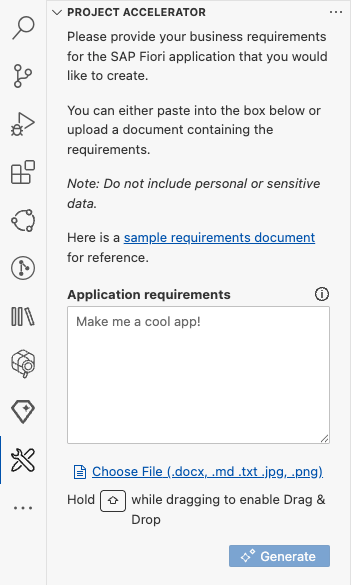 PROJECT ACCELERATOR
Please provide your business requirements
for the SAP Fiori application that you would
like to create.
You can either paste into the box below or
upload a document containing the
requirements.
Note: Do not include personal or sensitive
data.
Here is a sample requirements document
for reference.
Application requirements
Make me a cool app!
Choose File (.docx, .md .txt .jpg, .png)
Hold while dragging to enable Drag &
Drop
Generate